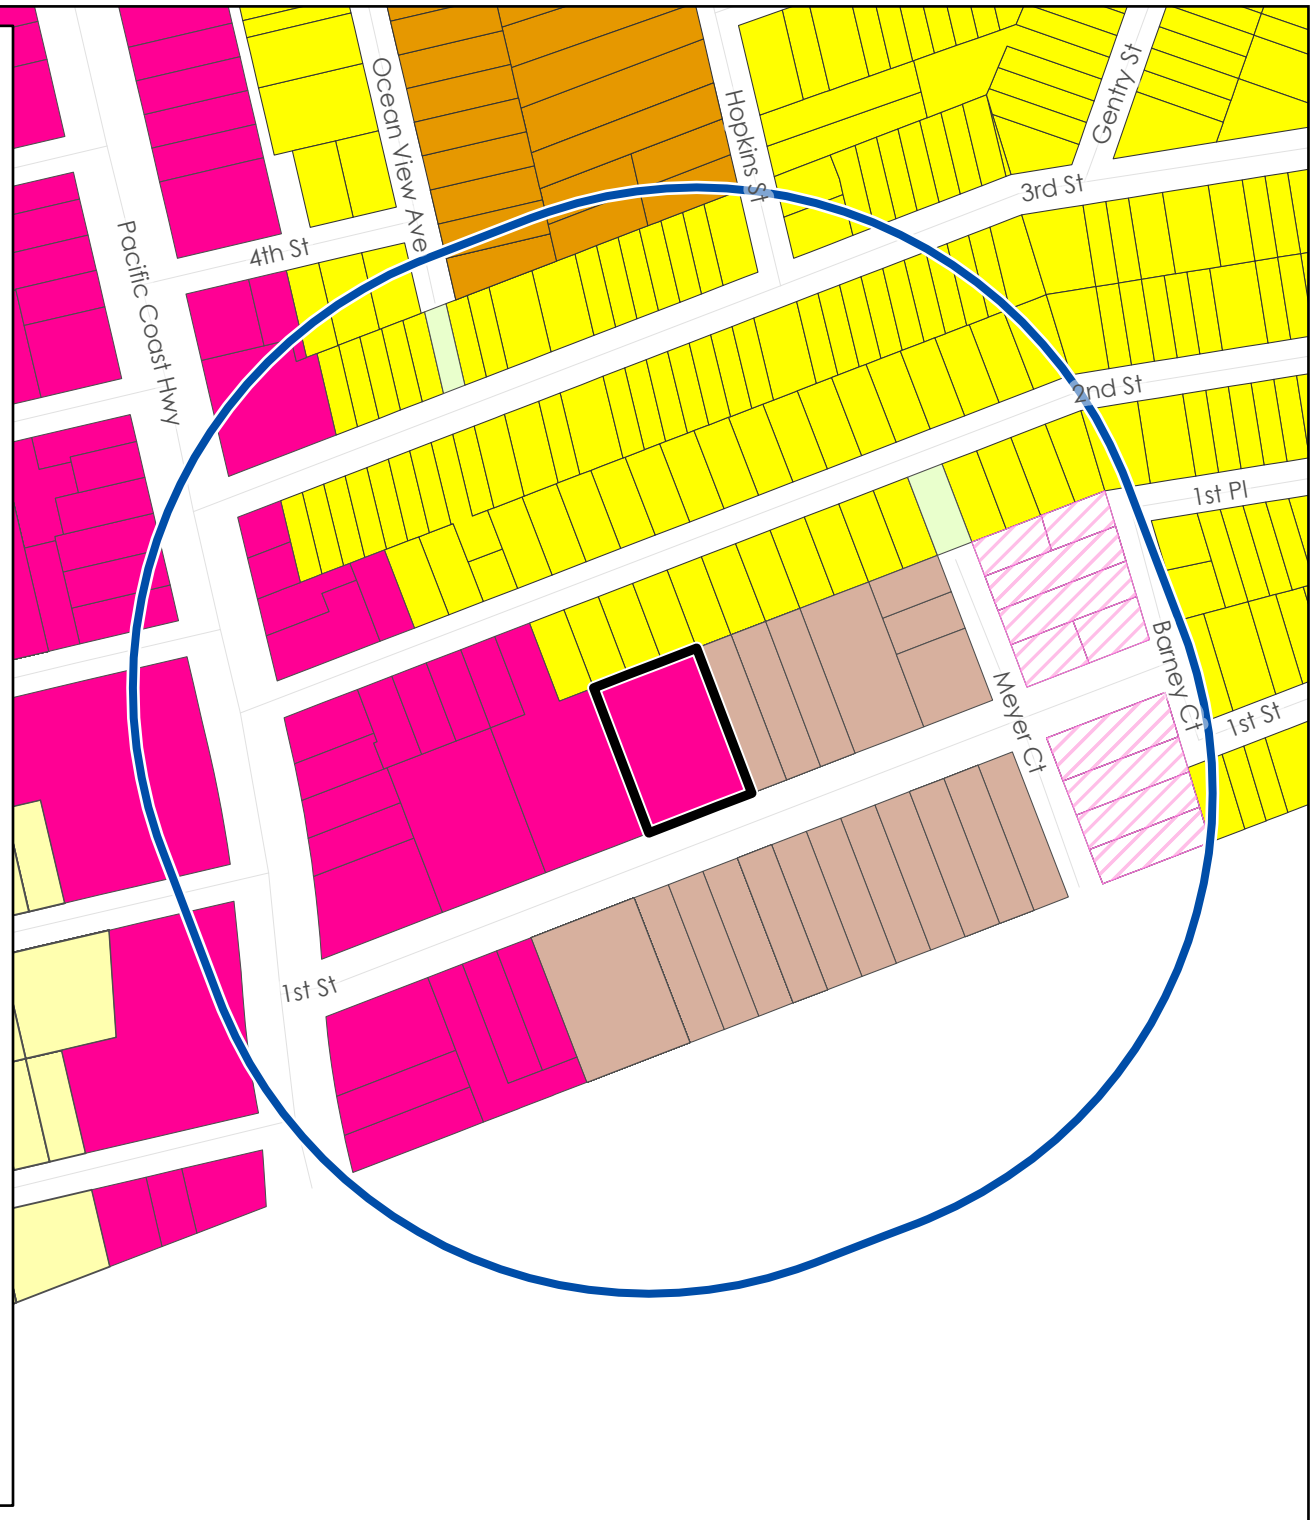 Ocean View Ave
Hopkins St
Gentry St
3rd St
4th St
Pacific Coast Hwy
2nd St
1st Pl
Barney Ct
Meyer Ct
1st St
1st St